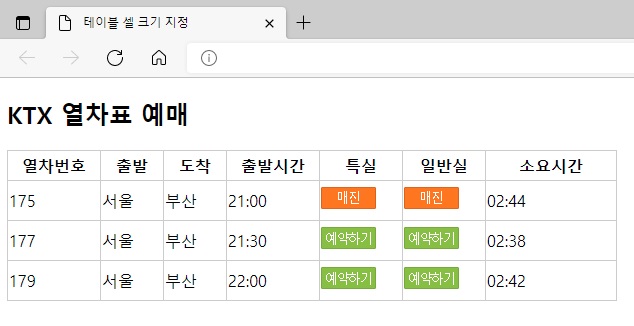 테이블 셀 크기 지정
KTX 열차표 예매
열차번호 출발 도착 출발시간 특실 일반실 소요시간
175 서울 부산 21:00 매진 매진 02:44
177 서울 부산 21:30 예약하기 예약하기 02:38
179 서울 부산 22:00 예약하기 예약하기 02:42